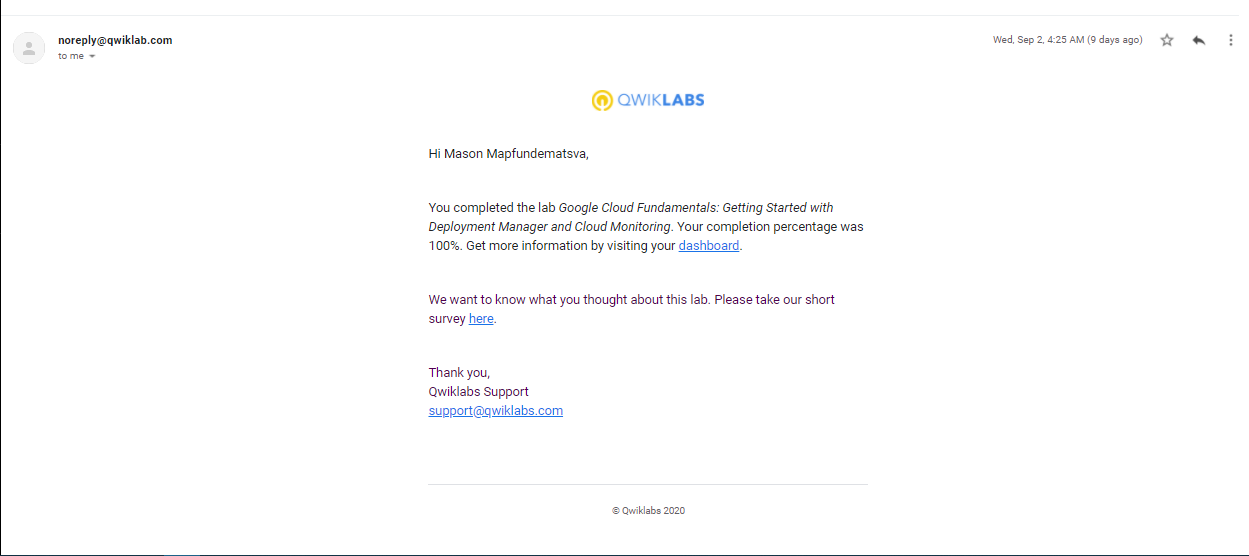 noreply@qwiklab.com
Wed, Sep 2, 4:25 AM (9 days ago)
to me
QWIKLABS
Hi Mason Mapfundematsva,
You completed the lab Google Cloud Fundamentals: Getting Started with
Deployment Manager and Cloud Monitoring. Your completion percentage was
100%. Get more information by visiting your dashboard.
We want to know what you thought about this lab. Please take our short
survey here.
Thank you,
Qwiklabs Support
support@qwiklabs.com
© Qwiklabs 2020